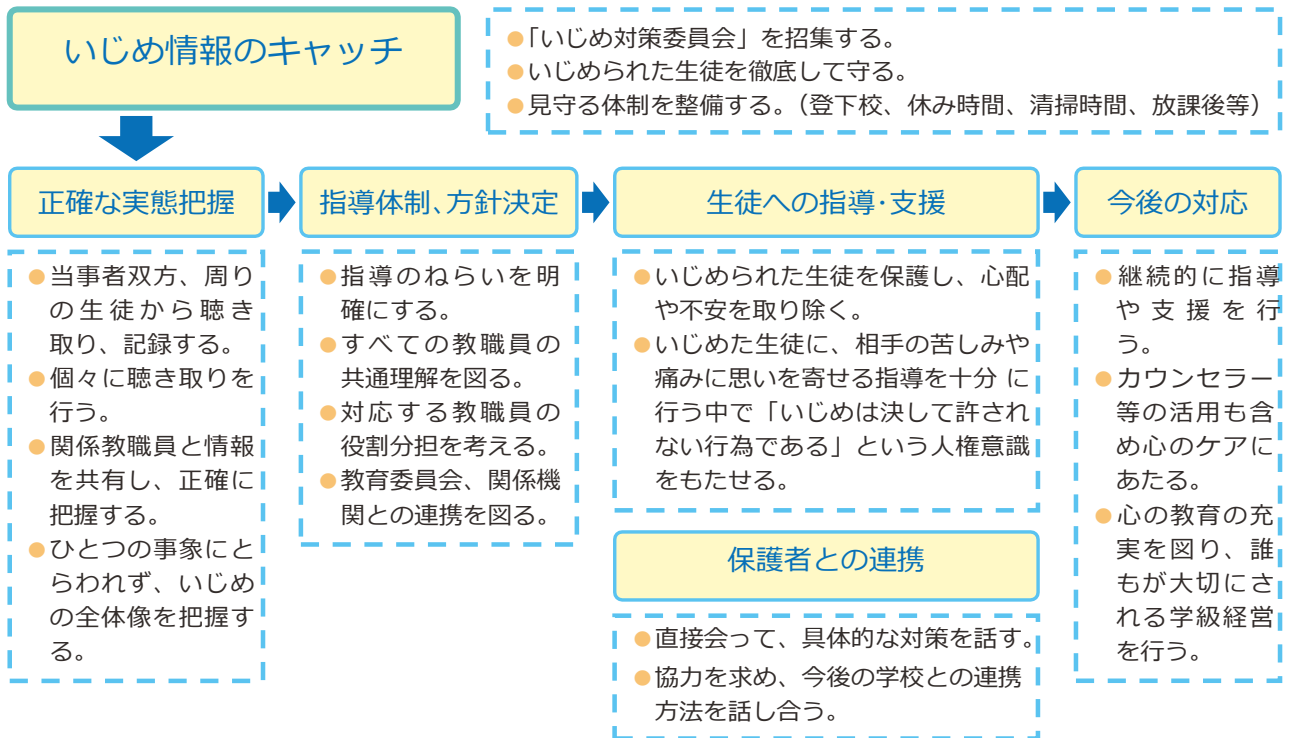 いじめ情報のキャッチ
●「いじめ対策委員会」を招集する。
●いじめられた生徒を徹底して守る。
●見守る体制を整備する。（登下校、休み時間、清掃時間、放課後等）
正確な実態把握
●当事者双方、周り
の生徒から聴き
取り、記録する。
●個々に聴き取りを
行う。
●関係教職員と情報
を共有し、正確に
把握する。
●ひとつの事象にと
らわれず、いじめ
の全体像を把握す
る。
指導体制、方針決定
●指導のねらいを明
確にする。
●すべての教職員の
共通理解を図る。
●対応する教職員の
役割分担を考える。
●教育委員会、関係機
関との連携を図る。
生徒への指導・支援
●いじめられた生徒を保護し、心配
や不安を取り除く。
●いじめた生徒に、相手の苦しみや
痛みに思いを寄せる指導を十分 に
行う中で「いじめは決して許され
ない行為である」という人権意識
をもたせる。
保護者との連携
●直接会って、具体的な対策を話す。
●協力を求め、今後の学校との連携
方法を話し合う。
今後の対応
●継続的に指導
や支援を行
う。
●カウンセラー
等の活用も含
め心のケアに
あたる。
●心の教育の充
実を図り、誰
もが大切にさ
れる学級経営
を行う。